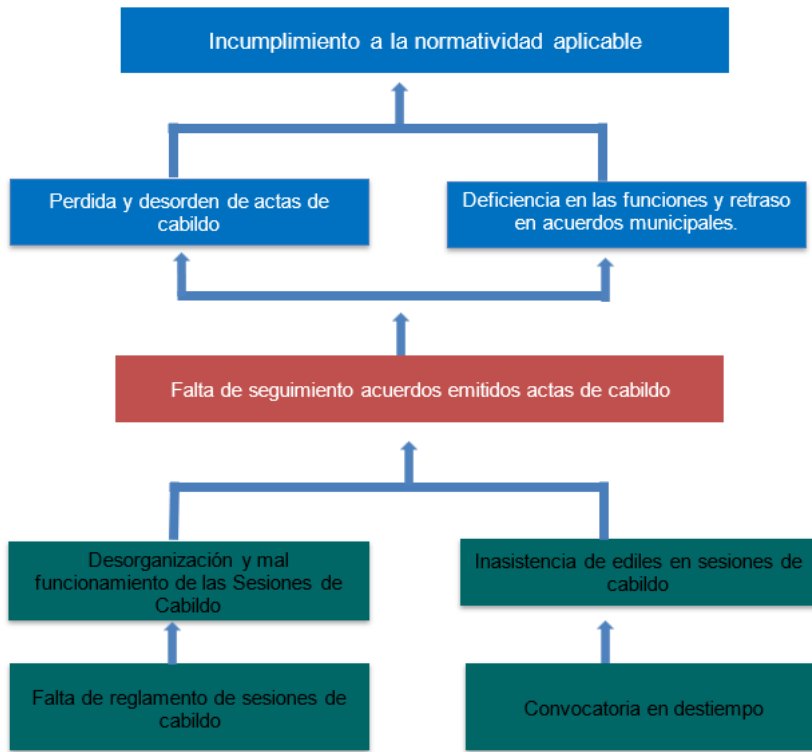 Incumplimiento a la normatividad aplicable
Perdida y desorden de actas de
cabildo
Deficiencia en las funciones y retraso
en acuerdos municipales.
Falta de seguimiento acuerdos emitidos actas de cabildo
Desorganización y mal
funcionamiento de las Sesiones de
Cabildo
Inasistencia de ediles en sesiones de
cabildo
Falta de reglamento de sesiones de
cabildo
Convocatoria en destiempo